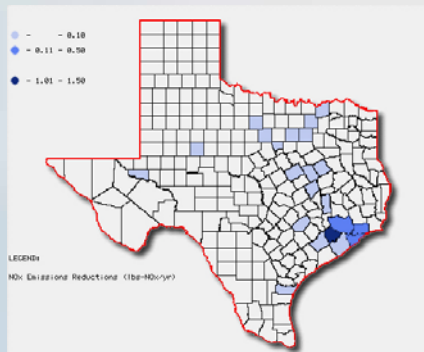 -     - 0.10
- 0.11 - 0.50
- 1.01 - 1.50
LEGEND:
NOx Emissions Reductions (lbs-NOx/yr)